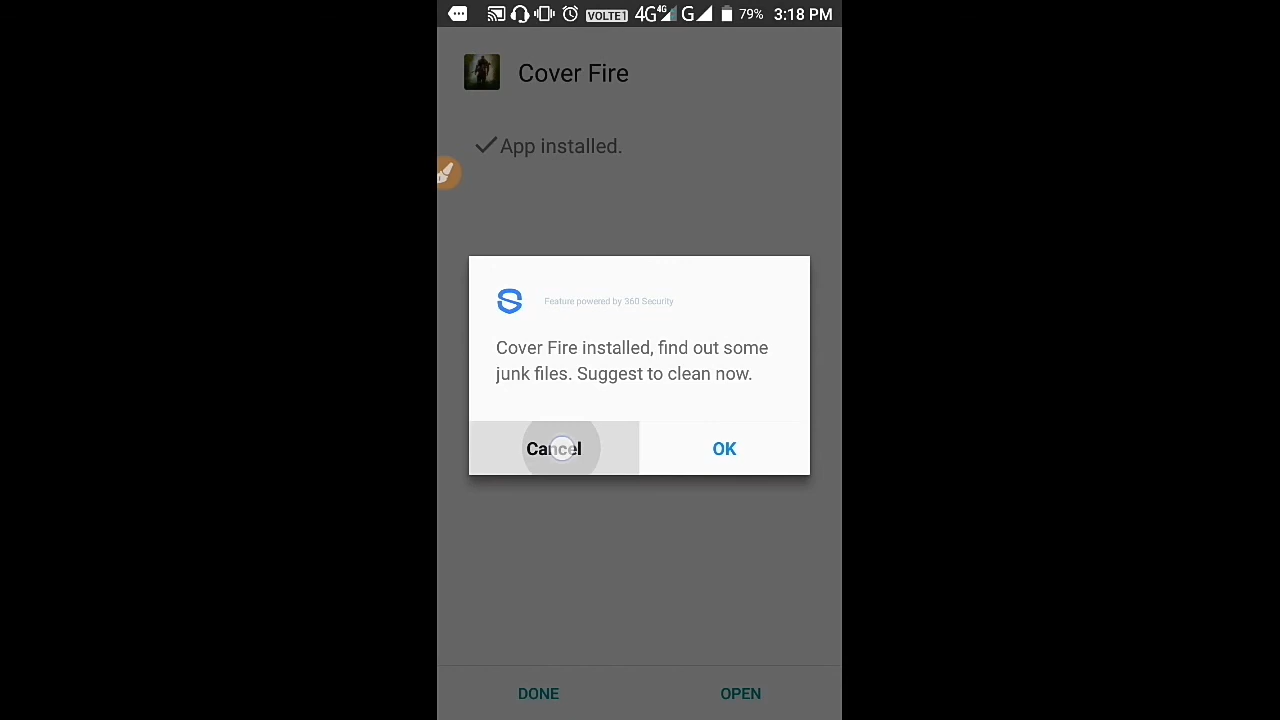 VOLTE1 4G 4G G 79% 3:18 PM
Cover Fire
App installed.
Feature powered by 360 Security
Cover Fire installed, find out some
junk files. Suggest to clean now.
Cancel OK
DONE OPEN